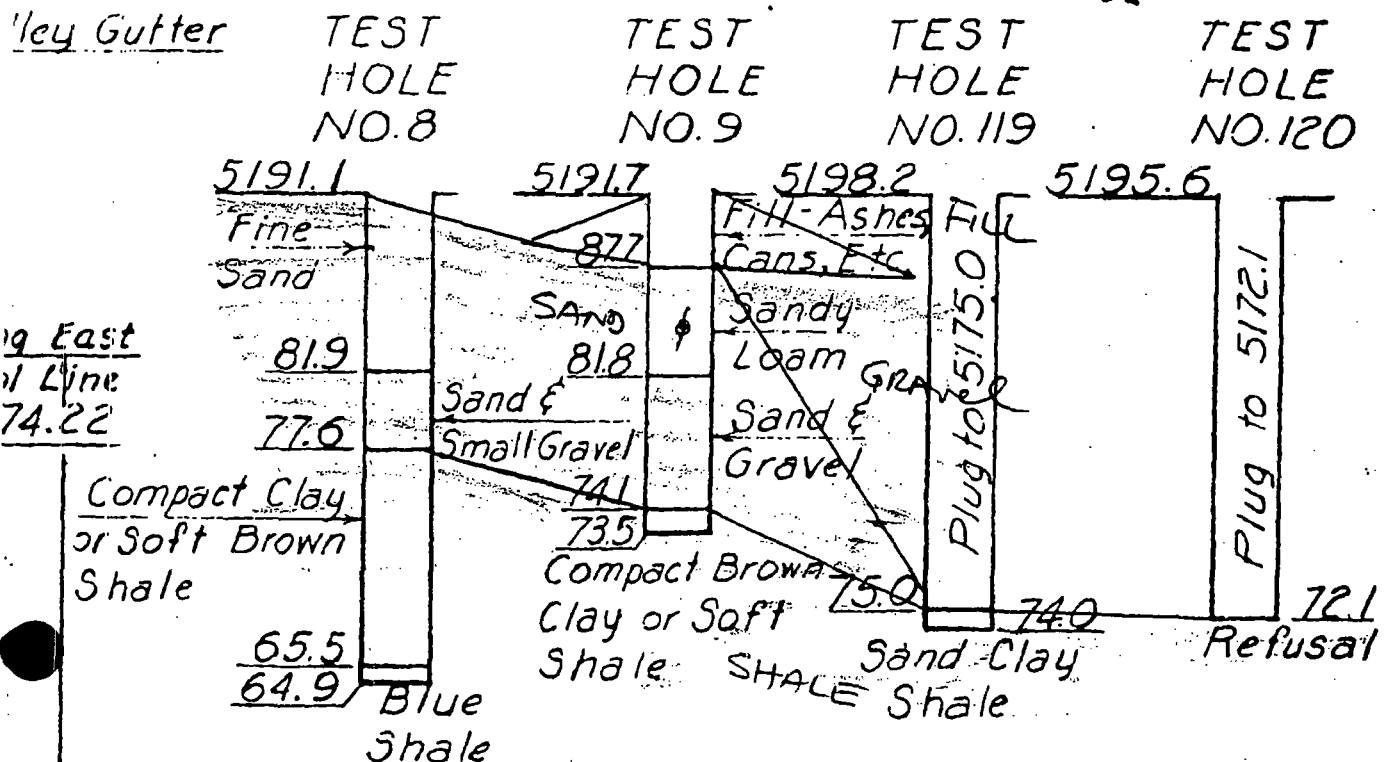 ley Gutter
TEST
HOLE
NO. 8
TEST
HOLE
NO. 9
TEST
HOLE
NO. 119
TEST
HOLE
NO. 120
5191.1
5191.7
5198.2
5195.6
Fine
Sand
877
Fill-Ashes
Cans, Etc.
FILL
SAND
Sandy
Loam
g East
Line
74.22
81.9
81.8
GRAVEL
Sand &
Small Gravel
Sand &
Gravel
77.6
Plug to 5175.0
Plug to 5172.1
Compact Clay
or Soft Brown
Shale
74.1
73.5
Compact Brown
Clay or Soft
Shale
SHALE
75.0
74.0
Sand Clay
Shale
72.1
Refusal
65.5
64.9
Blue
Shale